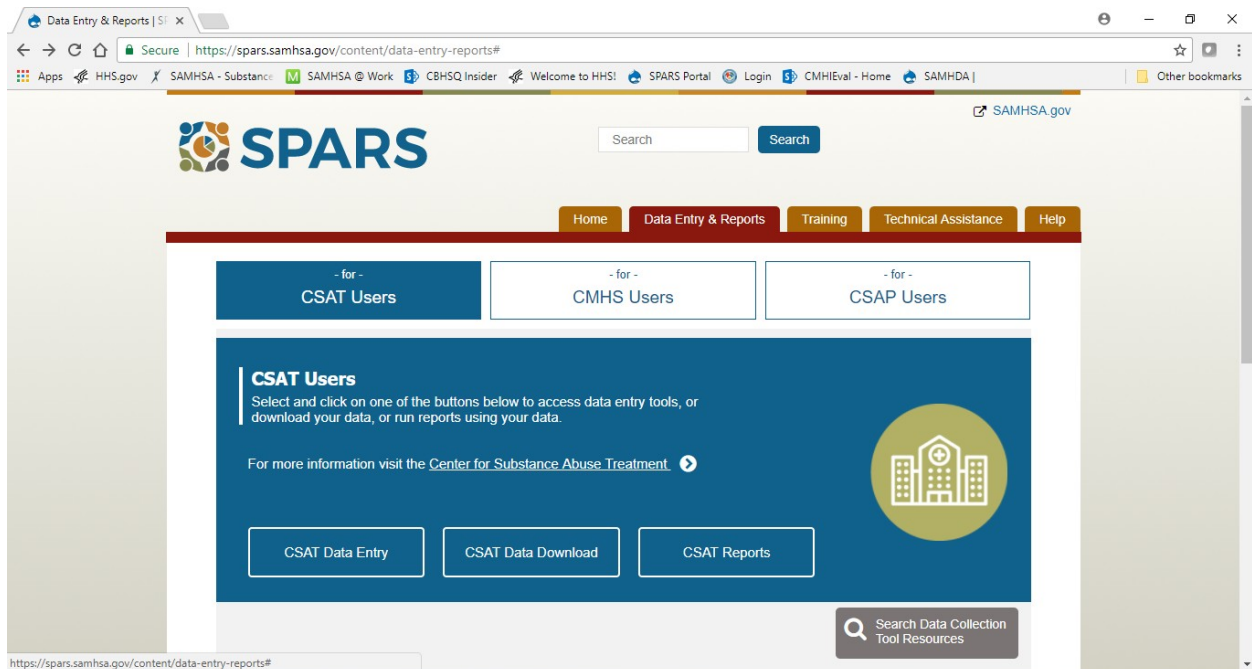 Data Entry & Reports | S
Secure | https://spars.samhsa.gov/content/data-entry-reports#
Apps HHS.gov SAMHSA - Substance SAMHSA @ Work CBHSQ Insider Welcome to HHS! SPARS Portal Login CMHIEval - Home SAMHDA | Other bookmarks
SAMHSA.gov
SPARS
Search Search
Home Data Entry & Reports Training Technical Assistance Help
- for - - for - - for -
CSAT Users CMHS Users CSAP Users
CSAT Users
Select and click on one of the buttons below to access data entry tools, or
download your data, or run reports using your data.
For more information visit the Center for Substance Abuse Treatment
CSAT Data Entry CSAT Data Download CSAT Reports
Search Data Collection
Tool Resources
https://spars.samhsa.gov/content/data-entry-reports#